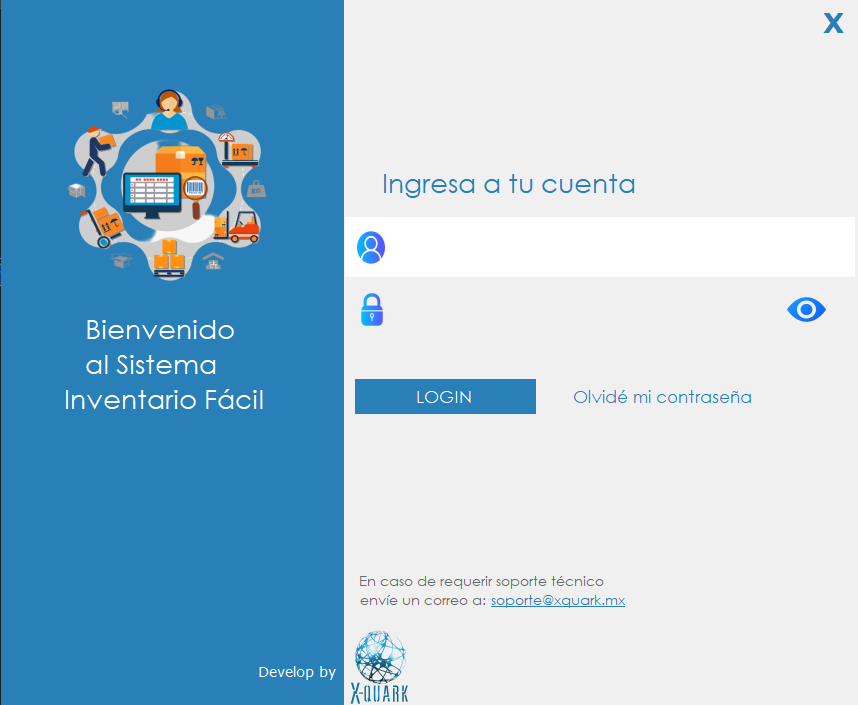 X
Ingresa a tu cuenta
Bienvenido
al Sistema
Inventario Fácil
LOGIN
Olvidé mi contraseña
En caso de requerir soporte técnico
envíe un correo a: soporte@xquark.mx
Develop by
X-QUARK